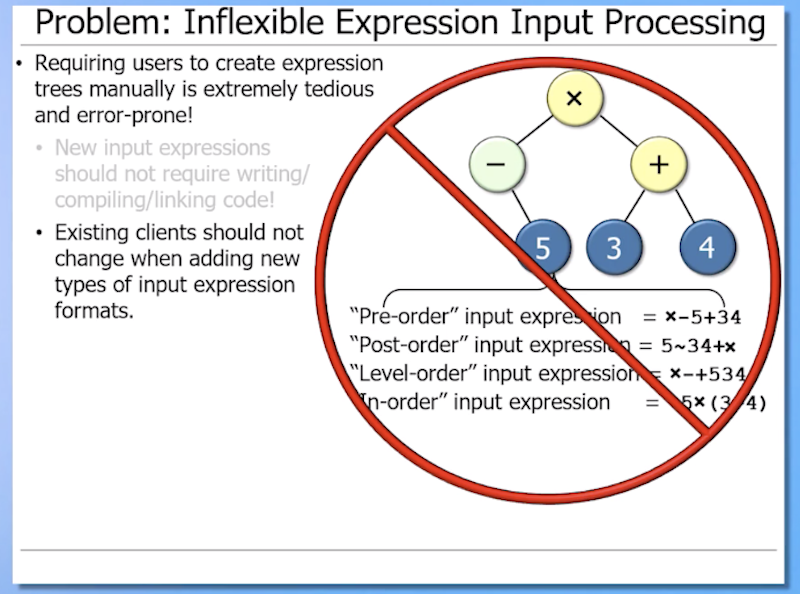 Problem: Inflexible Expression Input Processing
• Requiring users to create expression
trees manually is extremely tedious
and error-prone!
• New input expressions
should not require writing/
compiling/linking code!
• Existing clients should not
change when adding new
types of input expression
formats.
×
−
+
5
3
4
“Pre-order” input expression = ×-5+34
“Post-order” input expression = 5~34+×
“Level-order” input expression = ×-+534
“In-order” input expression = 5×(3+4)